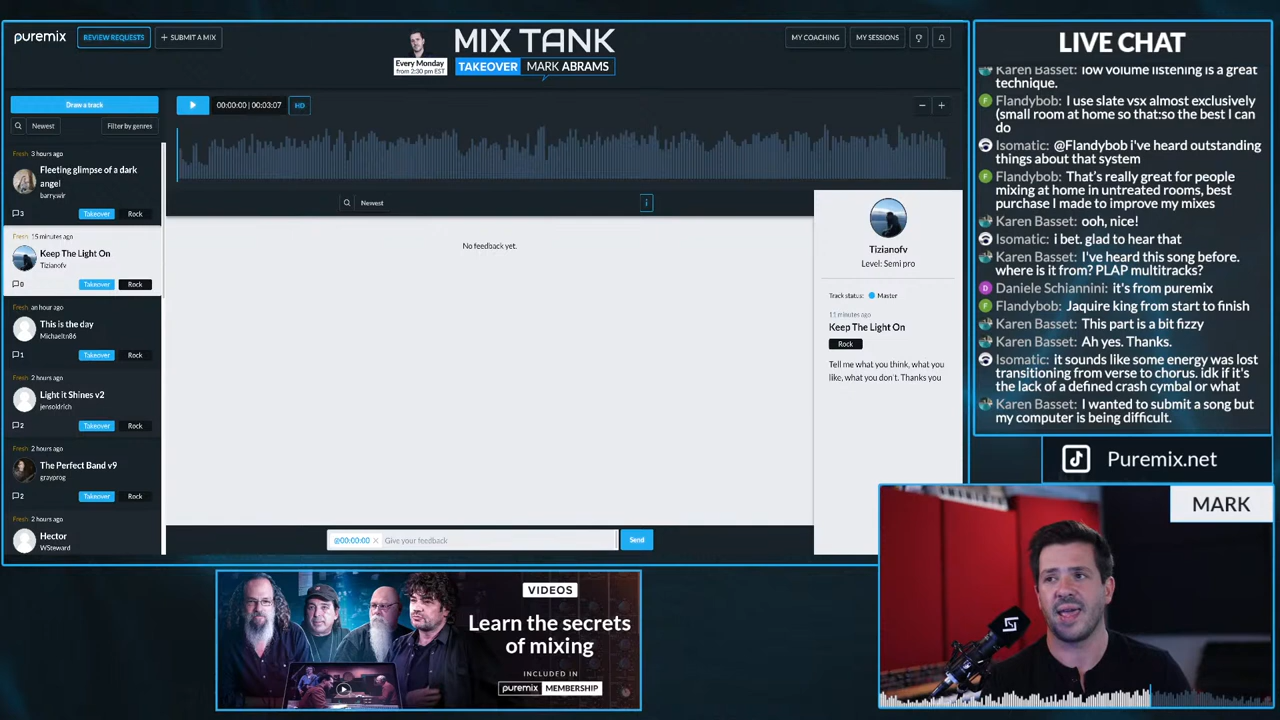 puremix
REVIEW REQUESTS
+ SUBMIT A MIX
Every Monday
from 2:30 pm EST
MIX TANK
TAKEOVER MARK ABRAMS
MY COACHING
MY SESSIONS
Draw a track
Newest
Filter by genres
Fresh 3 hours ago
Fleeting glimpse of a dark
angel
barry.wir
3
Takeover
Rock
Fresh 15 minutes ago
Keep The Light On
Tizianofv
0
Takeover
Rock
Fresh an hour ago
This is the day
Michaeltn86
1
Takeover
Rock
Fresh 2 hours ago
Light it Shines v2
jensoldrich
2
Takeover
Rock
Fresh 2 hours ago
The Perfect Band v9
grayprog
2
Takeover
Rock
Fresh 2 hours ago
Hector
WSteward
00:00:00 | 00:03:07
HD
Newest
i
No feedback yet.
@00:00:00 ×
Give your feedback
Send
Tizianofv
Level: Semi pro
Track status: Master
11 minutes ago
Keep The Light On
Rock
Tell me what you think, what you
like, what you don't. Thanks you
LIVE CHAT
Karen Basset: low volume listening is a great
technique.
Flandybob: I use slate vsx almost exclusively
(small room at home so that:so the best I can
do
Isomatic: @Flandybob i've heard outstanding
things about that system
Flandybob: That's really great for people
mixing at home in untreated rooms, best
purchase I made to improve my mixes
Karen Basset: ooh, nice!
Isomatic: i bet. glad to hear that
Karen Basset: I've heard this song before.
where is it from? PLAP multitracks?
D
Daniele Schiannini: it's from puremix
Flandybob: Jaquire king from start to finish
Karen Basset: This part is a bit fizzy
Karen Basset: Ah yes. Thanks.
Isomatic: it sounds like some energy was lost
transitioning from verse to chorus. idk if it's
the lack of a defined crash cymbal or what
Karen Basset: I wanted to submit a song but
my computer is being difficult.
Puremix.net
MARK
VIDEOS
Learn the secrets
of mixing
INCLUDED IN
puremix MEMBERSHIP